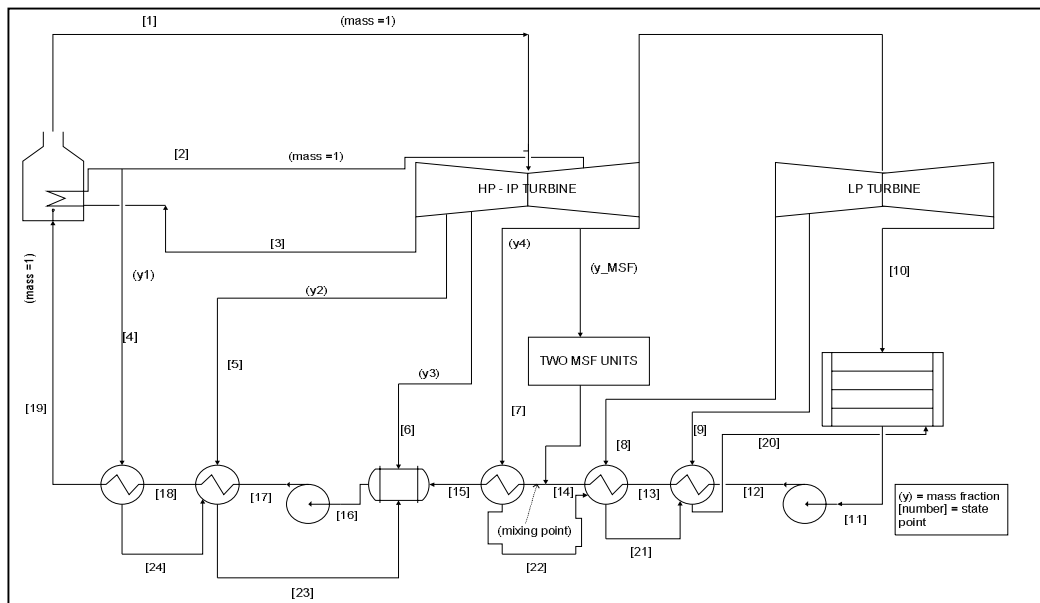 [1]
(mass =1)
[2]
(mass =1)
HP - IP TURBINE
LP TURBINE
[3]
(y4)
(y_MSF)
(mass =1)
(y1)
(y2)
[10]
[4]
[5]
(y3)
TWO MSF UNITS
[19]
[6]
[7]
[8]
[9]
[20]
[18]
[17]
[16]
[15]
[14]
[13]
[12]
[11]
(mixing point)
(y) = mass fraction
[number] = state
point
[24]
[23]
[22]
[21]